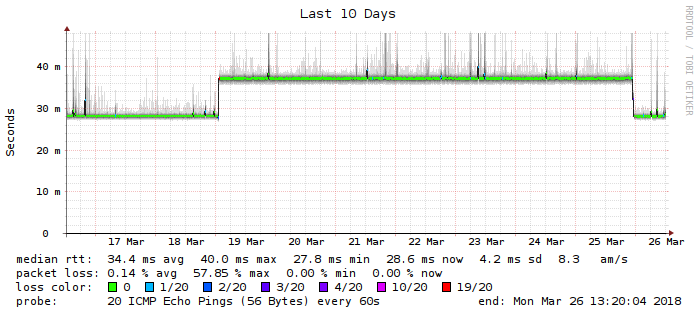 Last 10 Days
RRDTOOL / TOBI OETIKER
Seconds
40 m
30 m
20 m
10 m
0
17 Mar 18 Mar 19 Mar 20 Mar 21 Mar 22 Mar 23 Mar 24 Mar 25 Mar 26 Mar
median rtt: 34.4 ms avg 40.0 ms max 27.8 ms min 28.6 ms now 4.2 ms sd 8.3 am/s
packet loss: 0.14 % avg 57.85 % max 0.00 % min 0.00 % now
loss color: 0 1/20 2/20 3/20 4/20 10/20 19/20
probe: 20 ICMP Echo Pings (56 Bytes) every 60s end: Mon Mar 26 13:20:04 2018